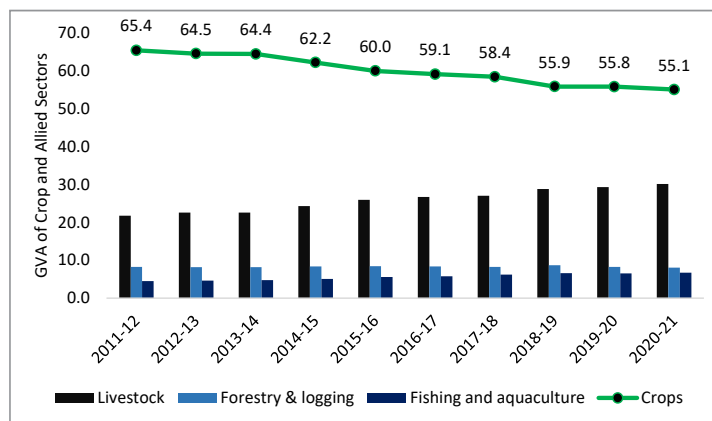 65.4 64.5 64.4 62.2 60.0 59.1 58.4 55.9 55.8 55.1
GVA of Crop and Allied Sectors
70.0
60.0
50.0
40.0
30.0
20.0
10.0
0.0
2011-12 2012-13 2013-14 2014-15 2015-16 2016-17 2017-18 2018-19 2019-20 2020-21
Livestock Forestry & logging Fishing and aquaculture Crops